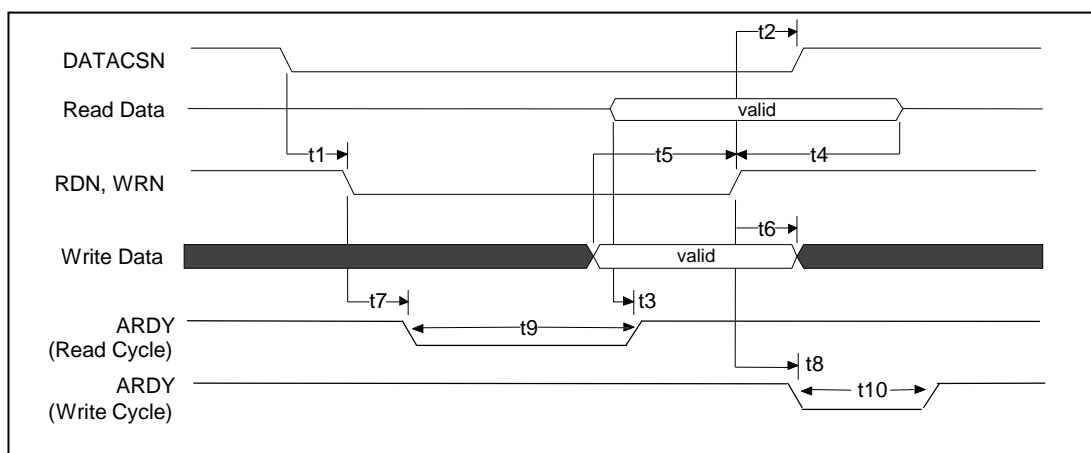 t2
DATACSN
Read Data
valid
t1
t5
t4
RDN, WRN
t6
Write Data
valid
t7
t3
ARDY
t9
(Read Cycle)
t8
ARDY
t10
(Write Cycle)